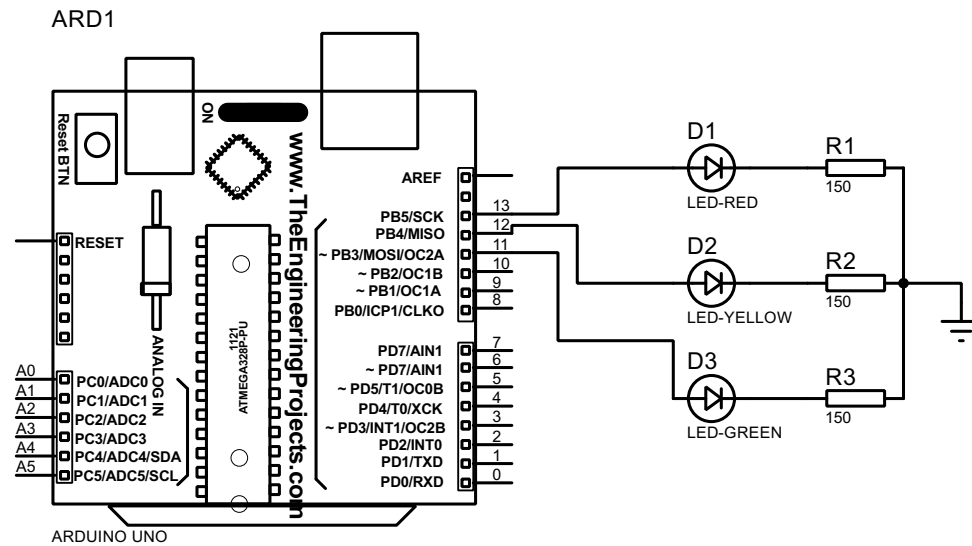 ARD1
ON
Reset BTN
www.TheEngineeringProjects.com
AREF
PB5/SCK 13
PB4/MISO 12
~ PB3/MOSI/OC2A 11
~ PB2/OC1B 10
~ PB1/OC1A 9
PB0/ICP1/CLKO 8
RESET
ANALOG IN
1121
ATMEGA328P-PU
PD7/AIN1 7
~ PD7/AIN1 6
~ PD5/T1/OC0B 5
PD4/T0/XCK 4
~ PD3/INT1/OC2B 3
PD2/INT0 2
PD1/TXD 1
PD0/RXD 0
A0 PC0/ADC0
A1 PC1/ADC1
A2 PC2/ADC2
A3 PC3/ADC3
A4 PC4/ADC4/SDA
A5 PC5/ADC5/SCL
ARDUINO UNO
D1
LED-RED
R1
150
D2
LED-YELLOW
R2
150
D3
LED-GREEN
R3
150